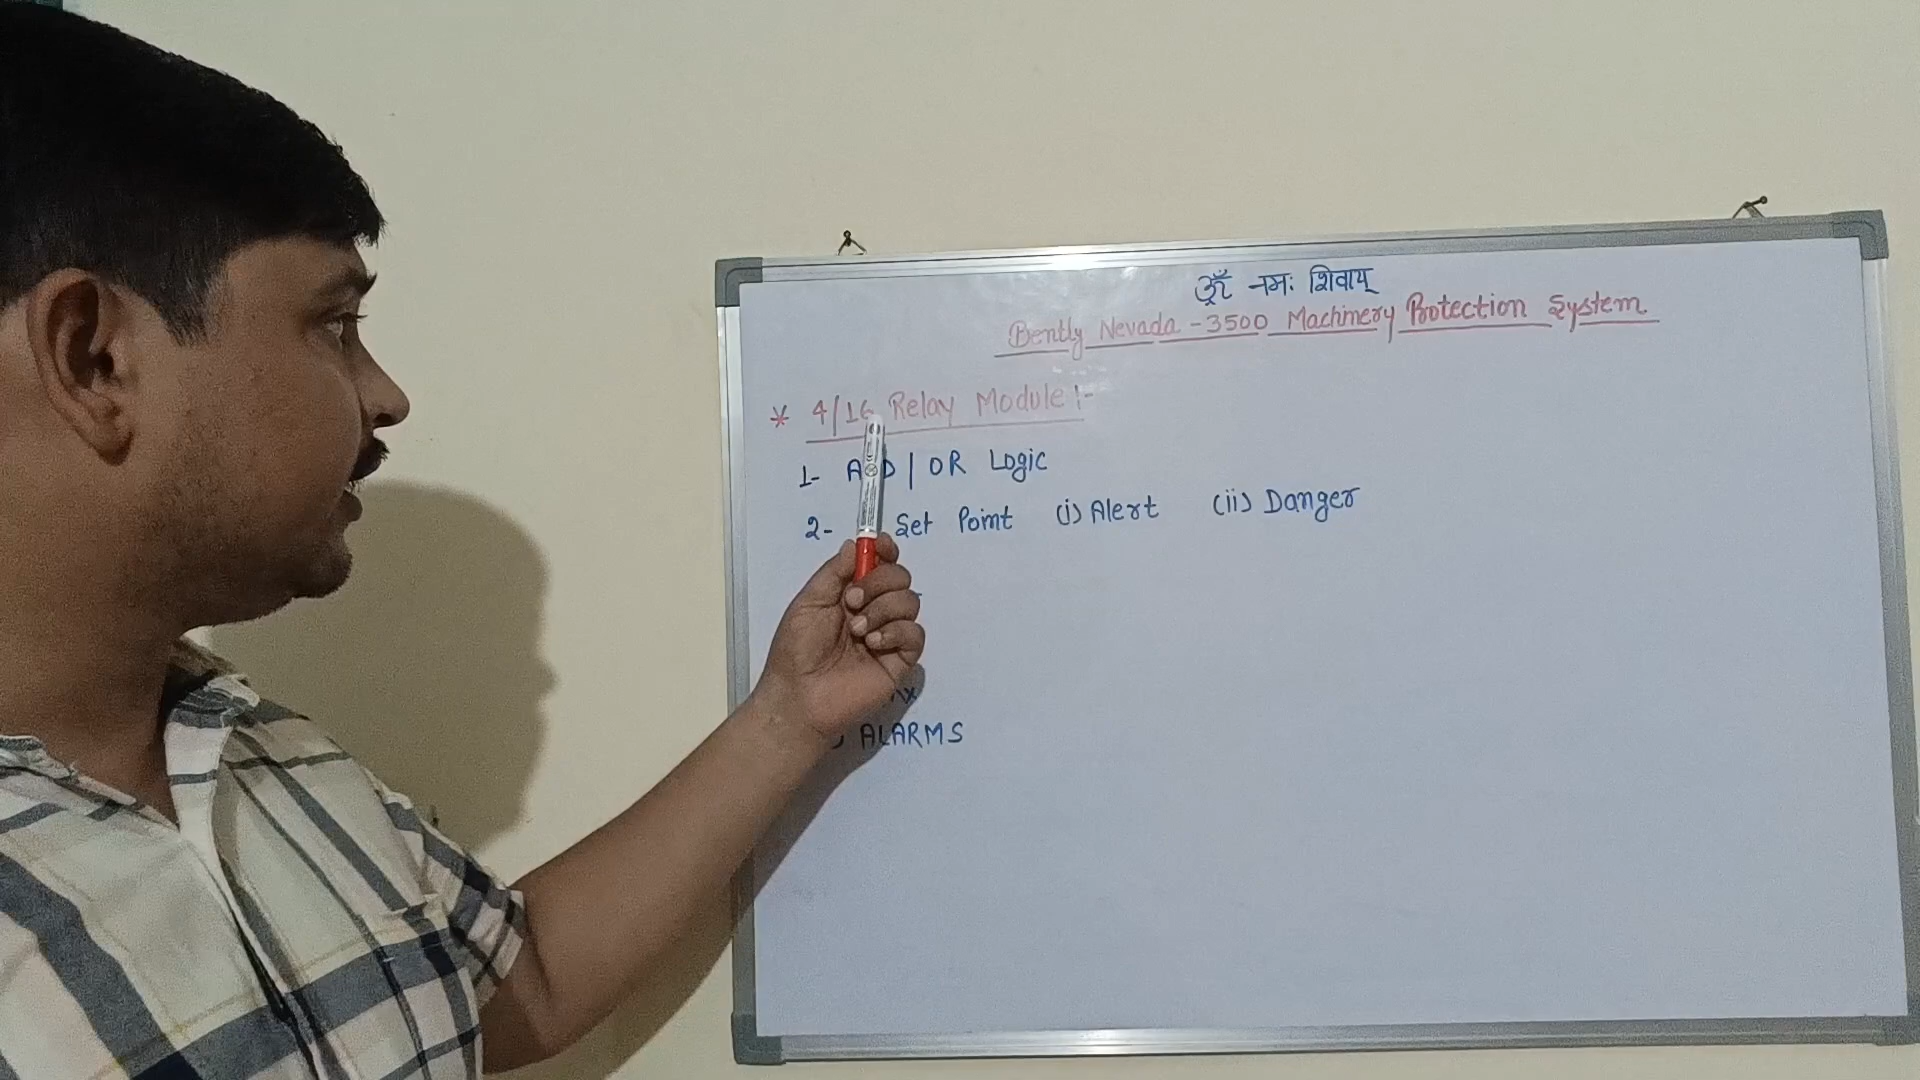 ॐ नमः शिवाय्
Bently Nevada - 3500 Machinery Protection System
* 4/16 Relay Module :-
1- A D / OR Logic
2- Set Point (i) Alert (ii) Danger
ALARMS